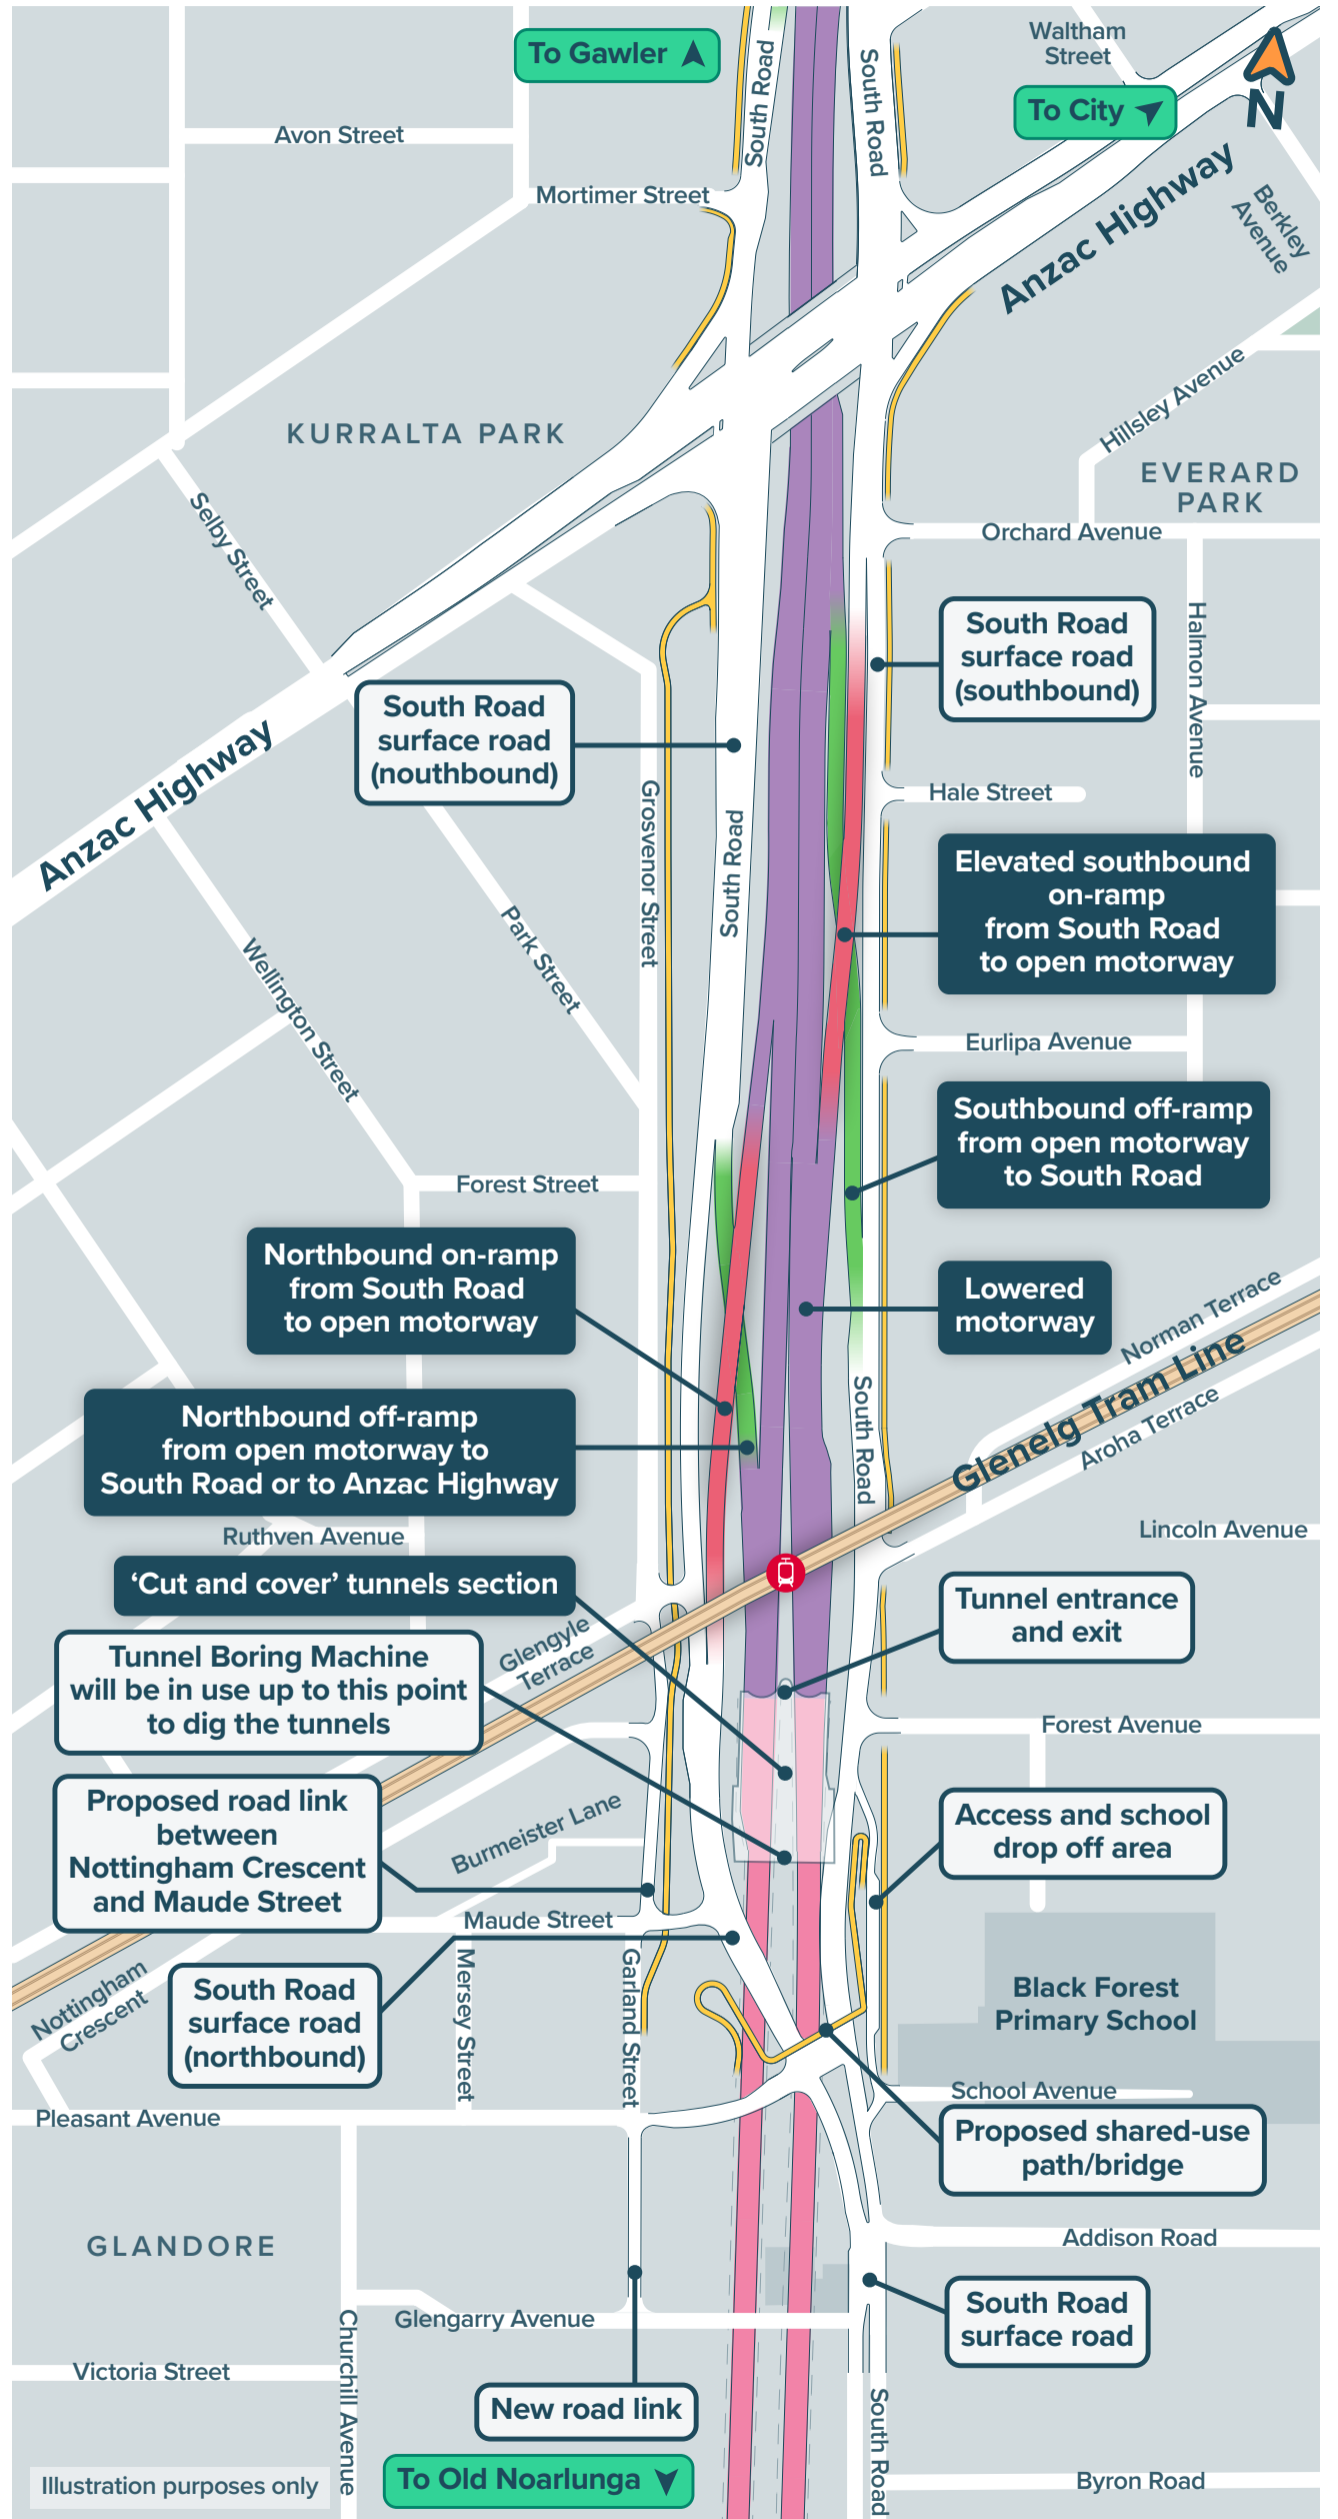 To Gawler
South Road
South Road
Waltham
Street
To City
N
Avon Street
Mortimer Street
Anzac Highway
Berkley
Avenue
Hillsley Avenue
KURRALTA PARK
EVERARD
PARK
Selby Street
Orchard Avenue
South Road
surface road
(southbound)
Halmon Avenue
South Road
surface road
(nouthbound)
Anzac Highway
Grosvenor Street
South Road
Hale Street
Elevated southbound
on-ramp
from South Road
to open motorway
Park Street
Wellington Street
Eurlipa Avenue
Southbound off-ramp
from open motorway
to South Road
Forest Street
Northbound on-ramp
from South Road
to open motorway
Lowered
motorway
Norman Terrace
Glenelg Tram Line
Aroha Terrace
South Road
Northbound off-ramp
from open motorway to
South Road or to Anzac Highway
Ruthven Avenue
Lincoln Avenue
'Cut and cover' tunnels section
Tunnel entrance
and exit
Glengyle
Terrace
Tunnel Boring Machine
will be in use up to this point
to dig the tunnels
Forest Avenue
Proposed road link
between
Nottingham Crescent
and Maude Street
Burmeister Lane
Access and school
drop off area
Maude Street
Nottingham
Crescent
South Road
surface road
(northbound)
Mersey Street
Garland Street
Black Forest
Primary School
School Avenue
Pleasant Avenue
Proposed shared-use
path/bridge
GLANDORE
Addison Road
South Road
surface road
Churchill Avenue
Glengarry Avenue
Victoria Street
New road link
South Road
To Old Noarlunga
Illustration purposes only
Byron Road